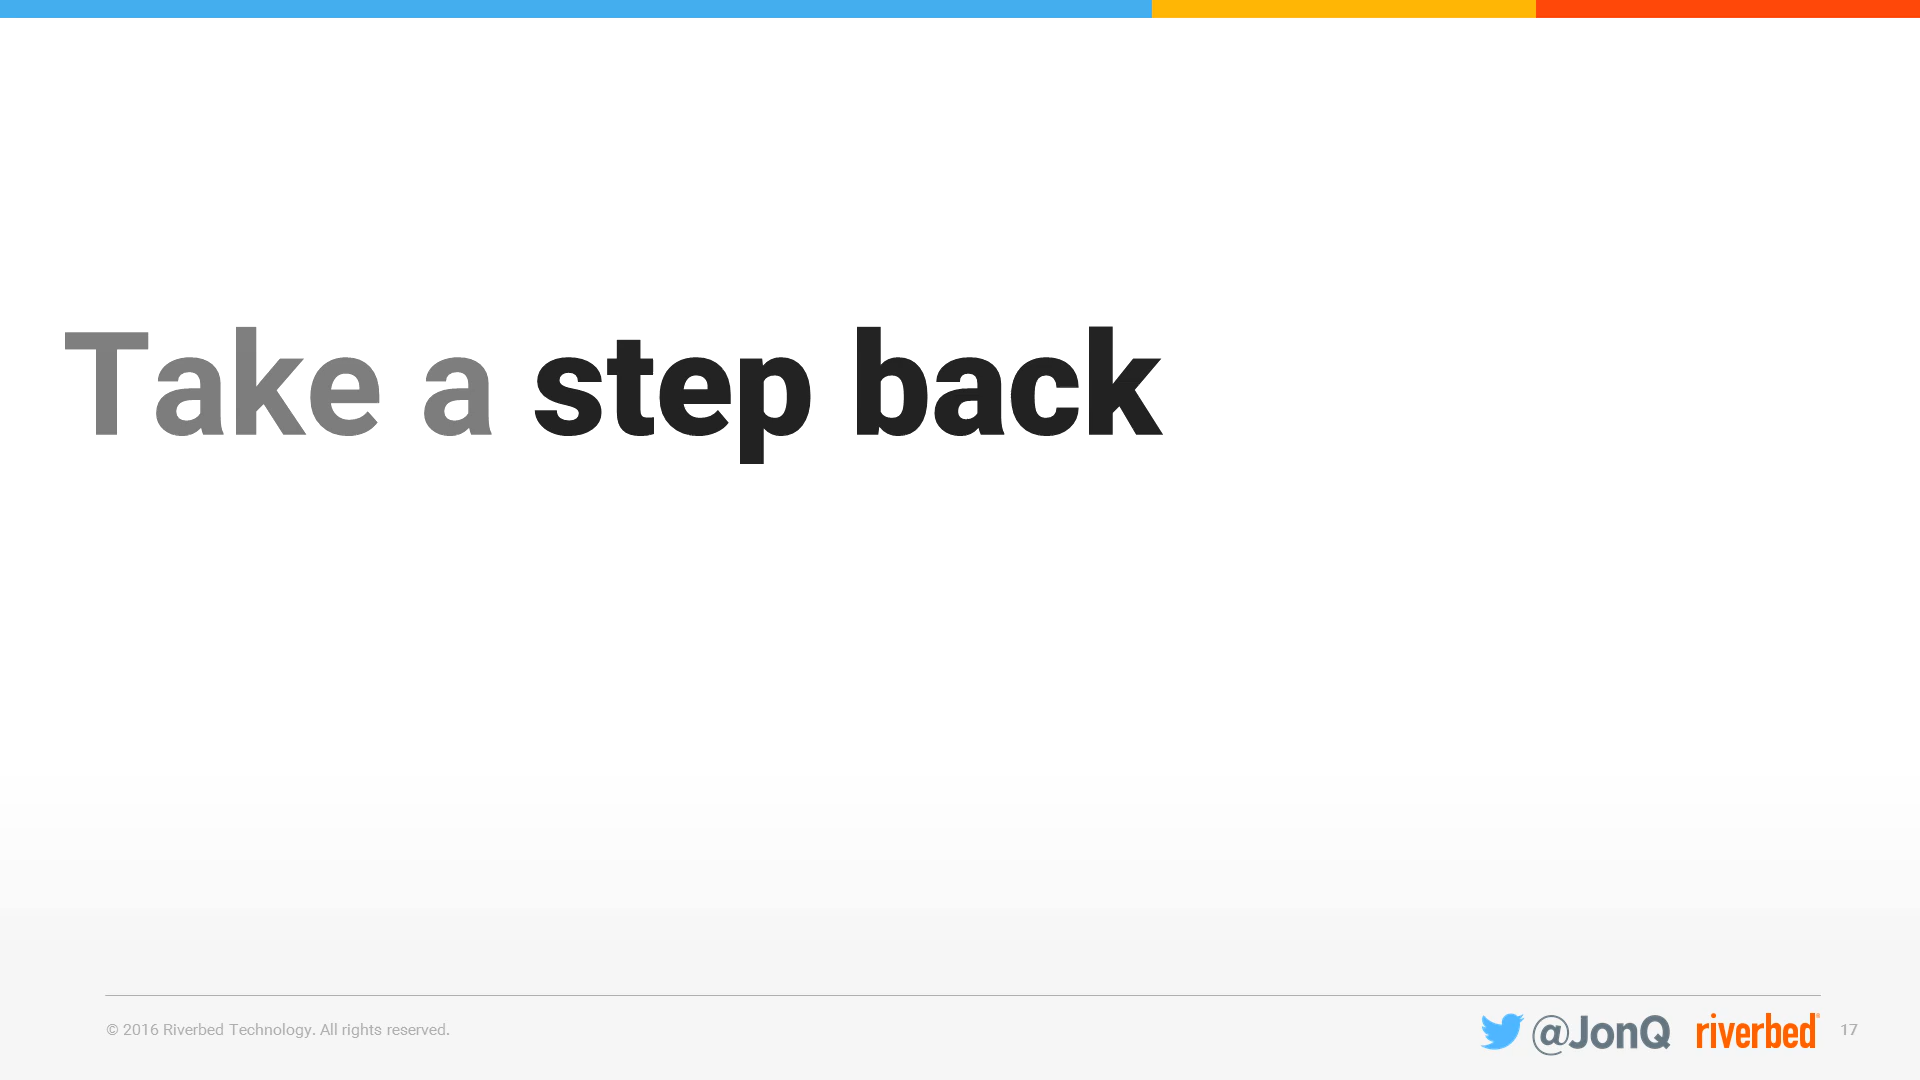 Take a step back
© 2016 Riverbed Technology. All rights reserved.
@JonQ
riverbed®
17